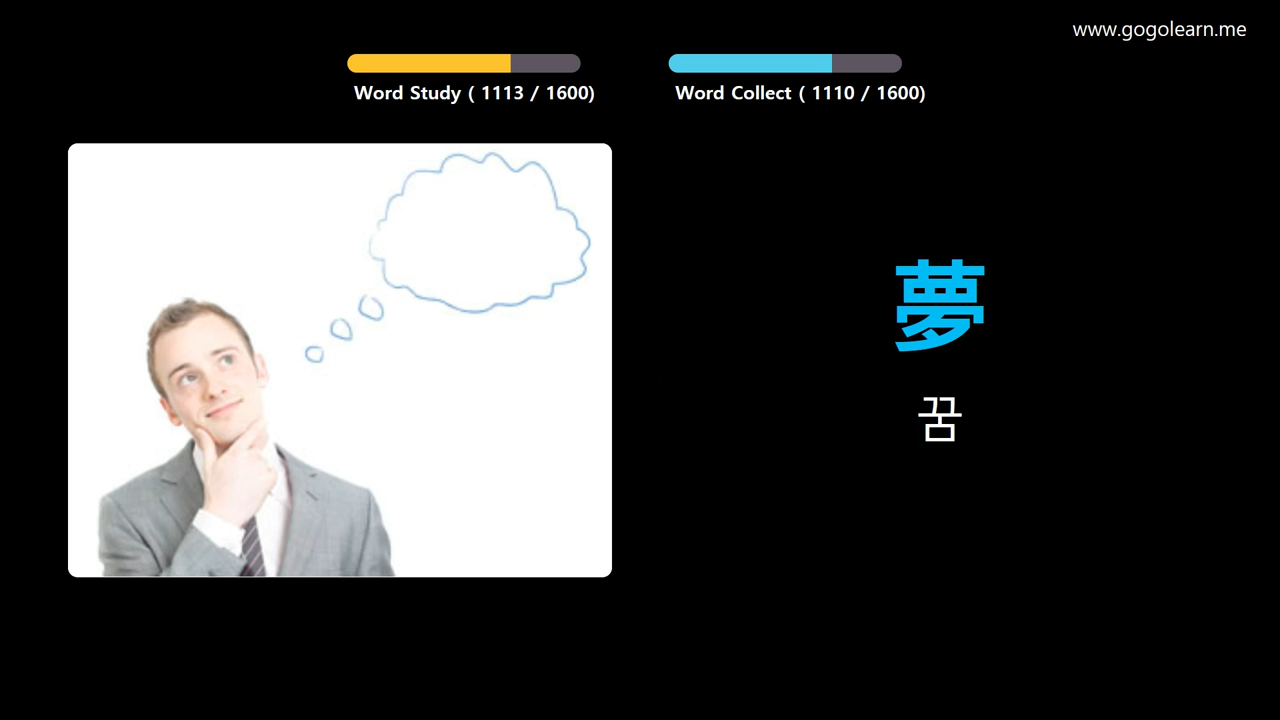 www.gogolearn.me
Word Study ( 1113 / 1600)
Word Collect ( 1110 / 1600)
夢
꿈